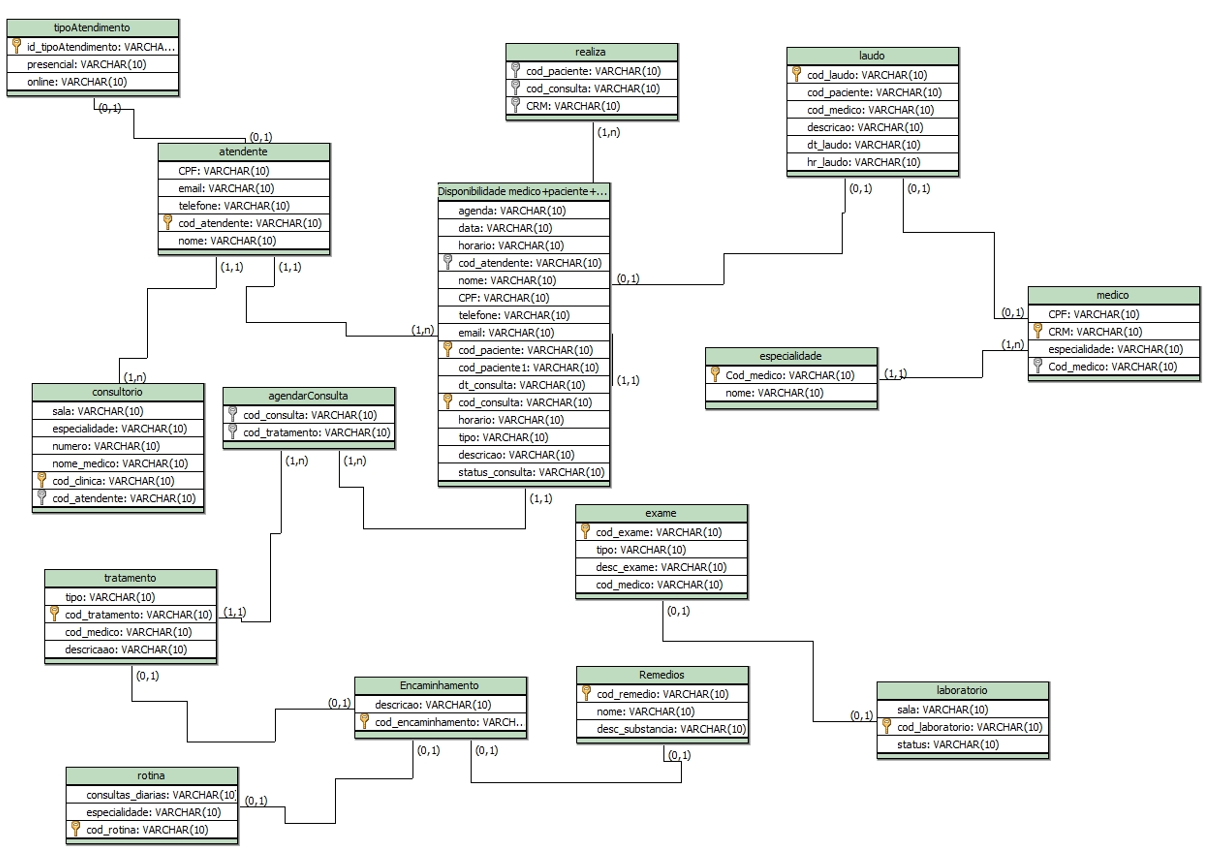 tipoAtendimento
id_tipoAtendimento: VARCHA...
presencial: VARCHAR(10)
online: VARCHAR(10)
(0,1)
(0,1)
atendente
CPF: VARCHAR(10)
email: VARCHAR(10)
telefone: VARCHAR(10)
cod_atendente: VARCHAR(10)
nome: VARCHAR(10)
(1,1)
(1,1)
realiza
cod_paciente: VARCHAR(10)
cod_consulta: VARCHAR(10)
CRM: VARCHAR(10)
(1,n)
laudo
cod_laudo: VARCHAR(10)
cod_paciente: VARCHAR(10)
cod_medico: VARCHAR(10)
descricao: VARCHAR(10)
dt_laudo: VARCHAR(10)
hr_laudo: VARCHAR(10)
(0,1)
(0,1)
Disponibilidade medico+paciente+...
agenda: VARCHAR(10)
data: VARCHAR(10)
horario: VARCHAR(10)
cod_atendente: VARCHAR(10)
nome: VARCHAR(10)
CPF: VARCHAR(10)
telefone: VARCHAR(10)
email: VARCHAR(10)
cod_paciente: VARCHAR(10)
cod_paciente1: VARCHAR(10)
dt_consulta: VARCHAR(10)
cod_consulta: VARCHAR(10)
horario: VARCHAR(10)
tipo: VARCHAR(10)
descricao: VARCHAR(10)
status_consulta: VARCHAR(10)
(0,1)
(1,n)
(1,1)
(1,1)
medico
CPF: VARCHAR(10)
CRM: VARCHAR(10)
especialidade: VARCHAR(10)
Cod_medico: VARCHAR(10)
(0,1)
(1,n)
especialidade
Cod_medico: VARCHAR(10)
nome: VARCHAR(10)
(1,1)
(1,n)
consultorio
sala: VARCHAR(10)
especialidade: VARCHAR(10)
numero: VARCHAR(10)
nome_medico: VARCHAR(10)
cod_clinica: VARCHAR(10)
cod_atendente: VARCHAR(10)
agendarConsulta
cod_consulta: VARCHAR(10)
cod_tratamento: VARCHAR(10)
(1,n)
(1,n)
exame
cod_exame: VARCHAR(10)
tipo: VARCHAR(10)
desc_exame: VARCHAR(10)
cod_medico: VARCHAR(10)
(0,1)
tratamento
tipo: VARCHAR(10)
cod_tratamento: VARCHAR(10)
cod_medico: VARCHAR(10)
descricaao: VARCHAR(10)
(1,1)
(0,1)
Encaminhamento
descricao: VARCHAR(10)
cod_encaminhamento: VARCH..
(0,1)
(0,1)
(0,1)
Remedios
cod_remedio: VARCHAR(10)
nome: VARCHAR(10)
desc_substancia: VARCHAR(10)
(0,1)
laboratorio
sala: VARCHAR(10)
cod_laboratorio: VARCHAR(10)
status: VARCHAR(10)
(0,1)
rotina
consultas_diarias: VARCHAR(10)
especialidade: VARCHAR(10)
cod_rotina: VARCHAR(10)
(0,1)